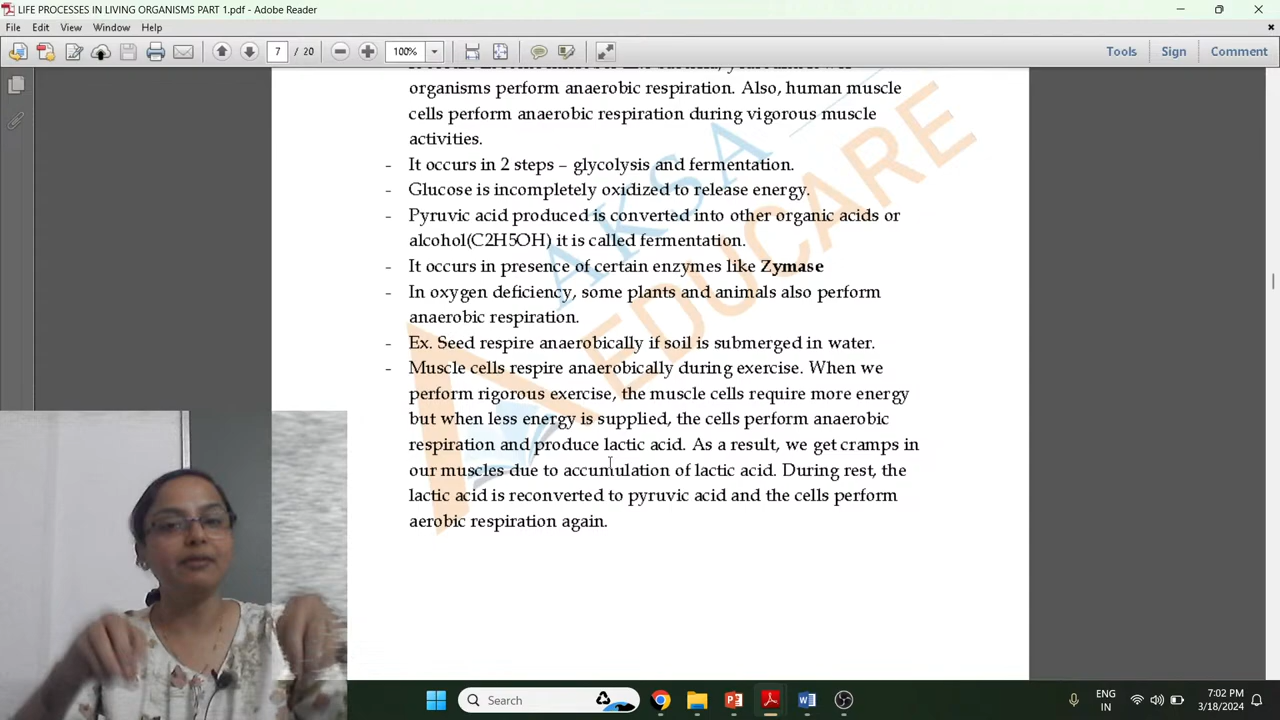 LIFE PROCESSES IN LIVING ORGANISMS PART 1.pdf - Adobe Reader
File Edit View Window Help
7 / 20 100% Tools Sign Comment
organisms perform anaerobic respiration. Also, human muscle
cells perform anaerobic respiration during vigorous muscle
activities.
- It occurs in 2 steps – glycolysis and fermentation.
- Glucose is incompletely oxidized to release energy.
- Pyruvic acid produced is converted into other organic acids or
alcohol(C2H5OH) it is called fermentation.
- It occurs in presence of certain enzymes like Zymase
- In oxygen deficiency, some plants and animals also perform
anaerobic respiration.
- Ex. Seed respire anaerobically if soil is submerged in water.
- Muscle cells respire anaerobically during exercise. When we
perform rigorous exercise, the muscle cells require more energy
but when less energy is supplied, the cells perform anaerobic
respiration and produce lactic acid. As a result, we get cramps in
our muscles due to accumulation of lactic acid. During rest, the
lactic acid is reconverted to pyruvic acid and the cells perform
aerobic respiration again.
AKSA
EDUCARE
Search
ENG
IN
7:02 PM
3/18/2024